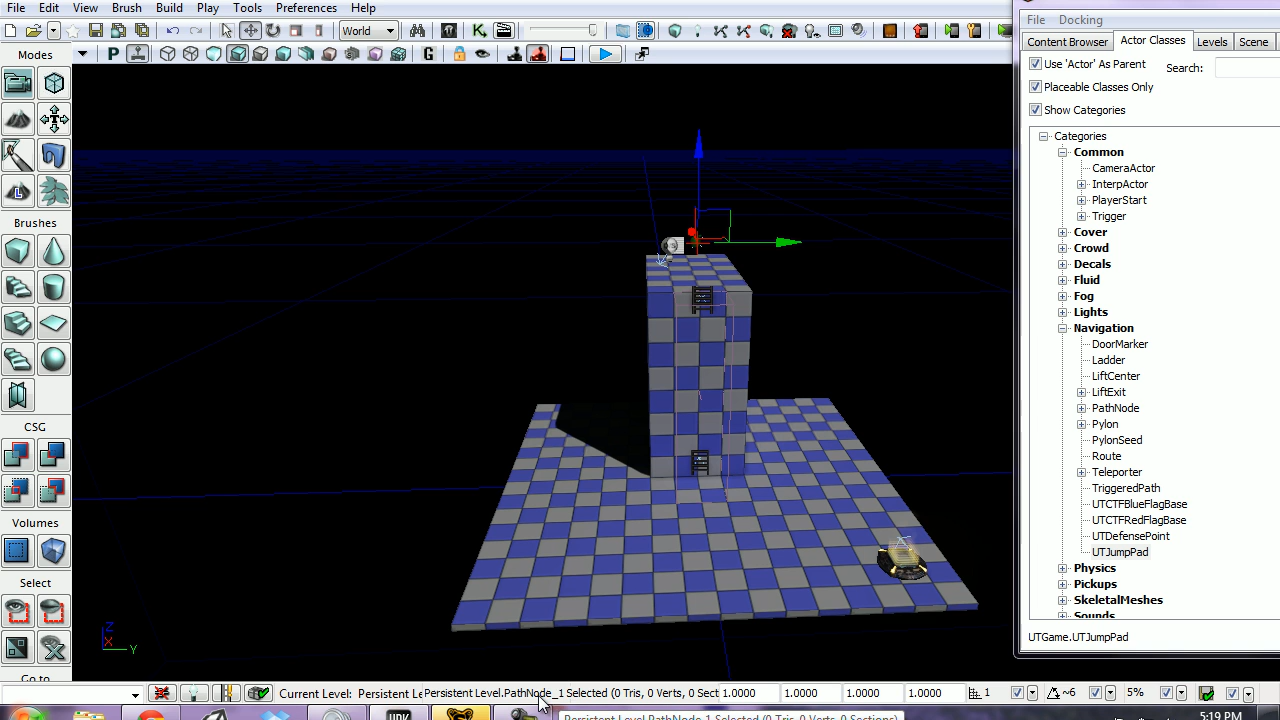 File Edit View Brush Build Play Tools Preferences Help
File Docking
World
Content Browser Actor Classes Levels Scene
P G
Modes
Use 'Actor' As Parent Search:
Placeable Classes Only
Show Categories
Categories
Common
CameraActor
InterpActor
PlayerStart
Trigger
Cover
Crowd
Decals
Fluid
Fog
Lights
Navigation
DoorMarker
Ladder
LiftCenter
LiftExit
PathNode
Pylon
PylonSeed
Route
Teleporter
TriggeredPath
UTCTFBlueFlagBase
UTCTFRedFlagBase
UTDefensePoint
UTJumpPad
Physics
Pickups
SkeletalMeshes
Sounds
UTGame.UTJumpPad
L
Brushes
CSG
Volumes
Select
Go to
Z
X
Y
Current Level: Persistent Le Persistent Level.PathNode_1 Selected (0 Tris, 0 Verts, 0 Sect 1.0000 1.0000 1.0000 1.0000 1 ~6 5%
Persistent Level.PathNode_1 Selected (0 Tris, 0 Verts, 0 Sections)
UDK
5:19 PM